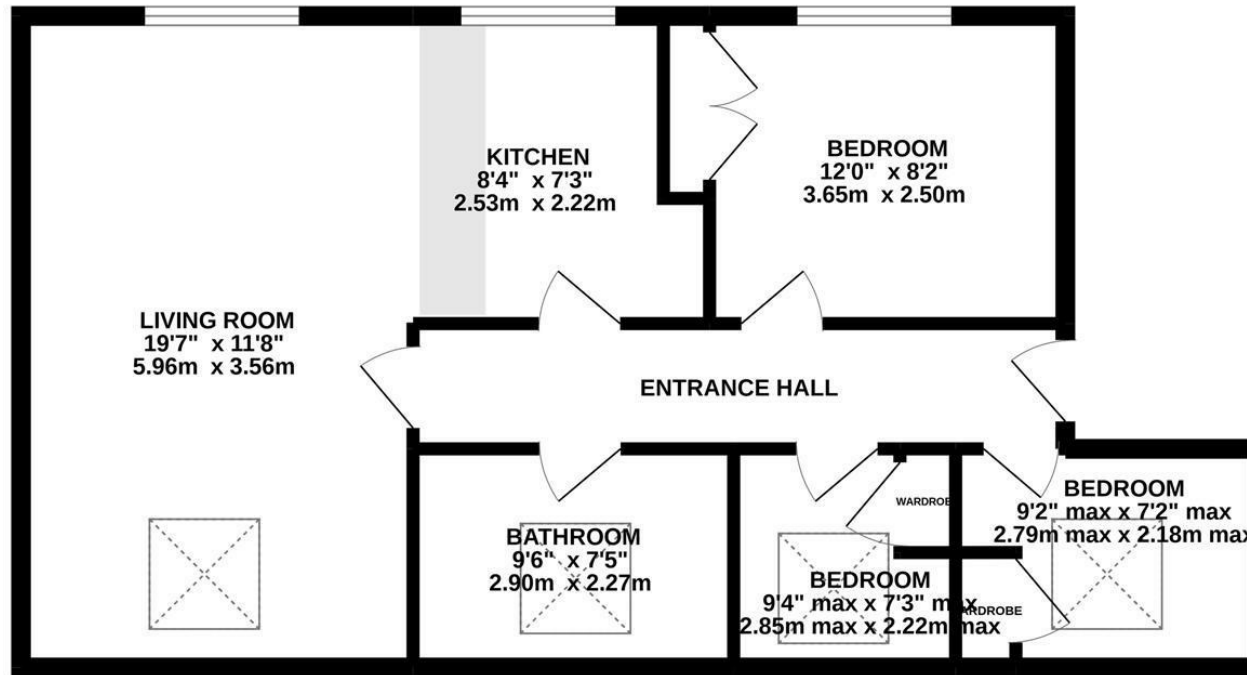 KITCHEN
8'4" x 7'3"
2.53m x 2.22m
BEDROOM
12'0" x 8'2"
3.65m x 2.50m
LIVING ROOM
19'7" x 11'8"
5.96m x 3.56m
ENTRANCE HALL
BATHROOM
9'6" x 7'5"
2.90m x 2.27m
WARDROBE
BEDROOM
9'4" max x 7'3" max
2.85m max x 2.22m max
BEDROOM
9'2" max x 7'2" max
2.79m max x 2.18m max
WARDROBE